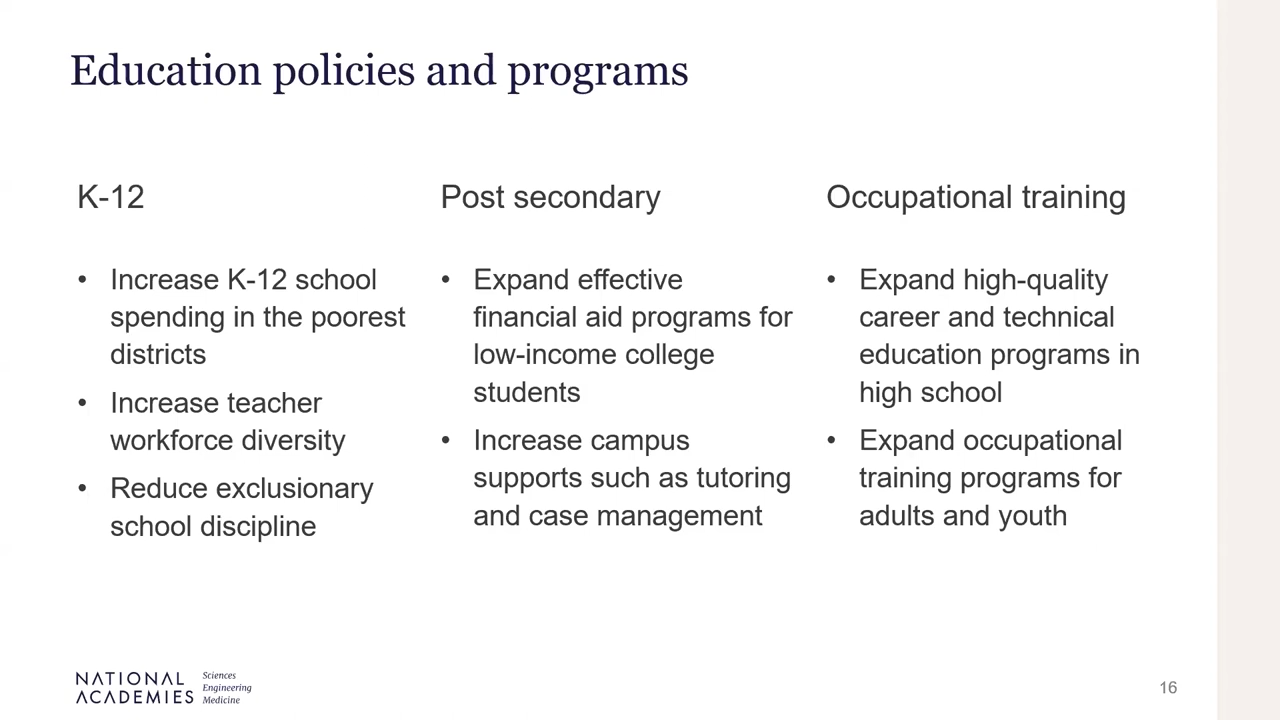 Education policies and programs
K-12
• Increase K-12 school
spending in the poorest
districts
• Increase teacher
workforce diversity
• Reduce exclusionary
school discipline
Post secondary
• Expand effective
financial aid programs for
low-income college
students
• Increase campus
supports such as tutoring
and case management
Occupational training
• Expand high-quality
career and technical
education programs in
high school
• Expand occupational
training programs for
adults and youth
NATIONAL
ACADEMIES
Sciences
Engineering
Medicine
16